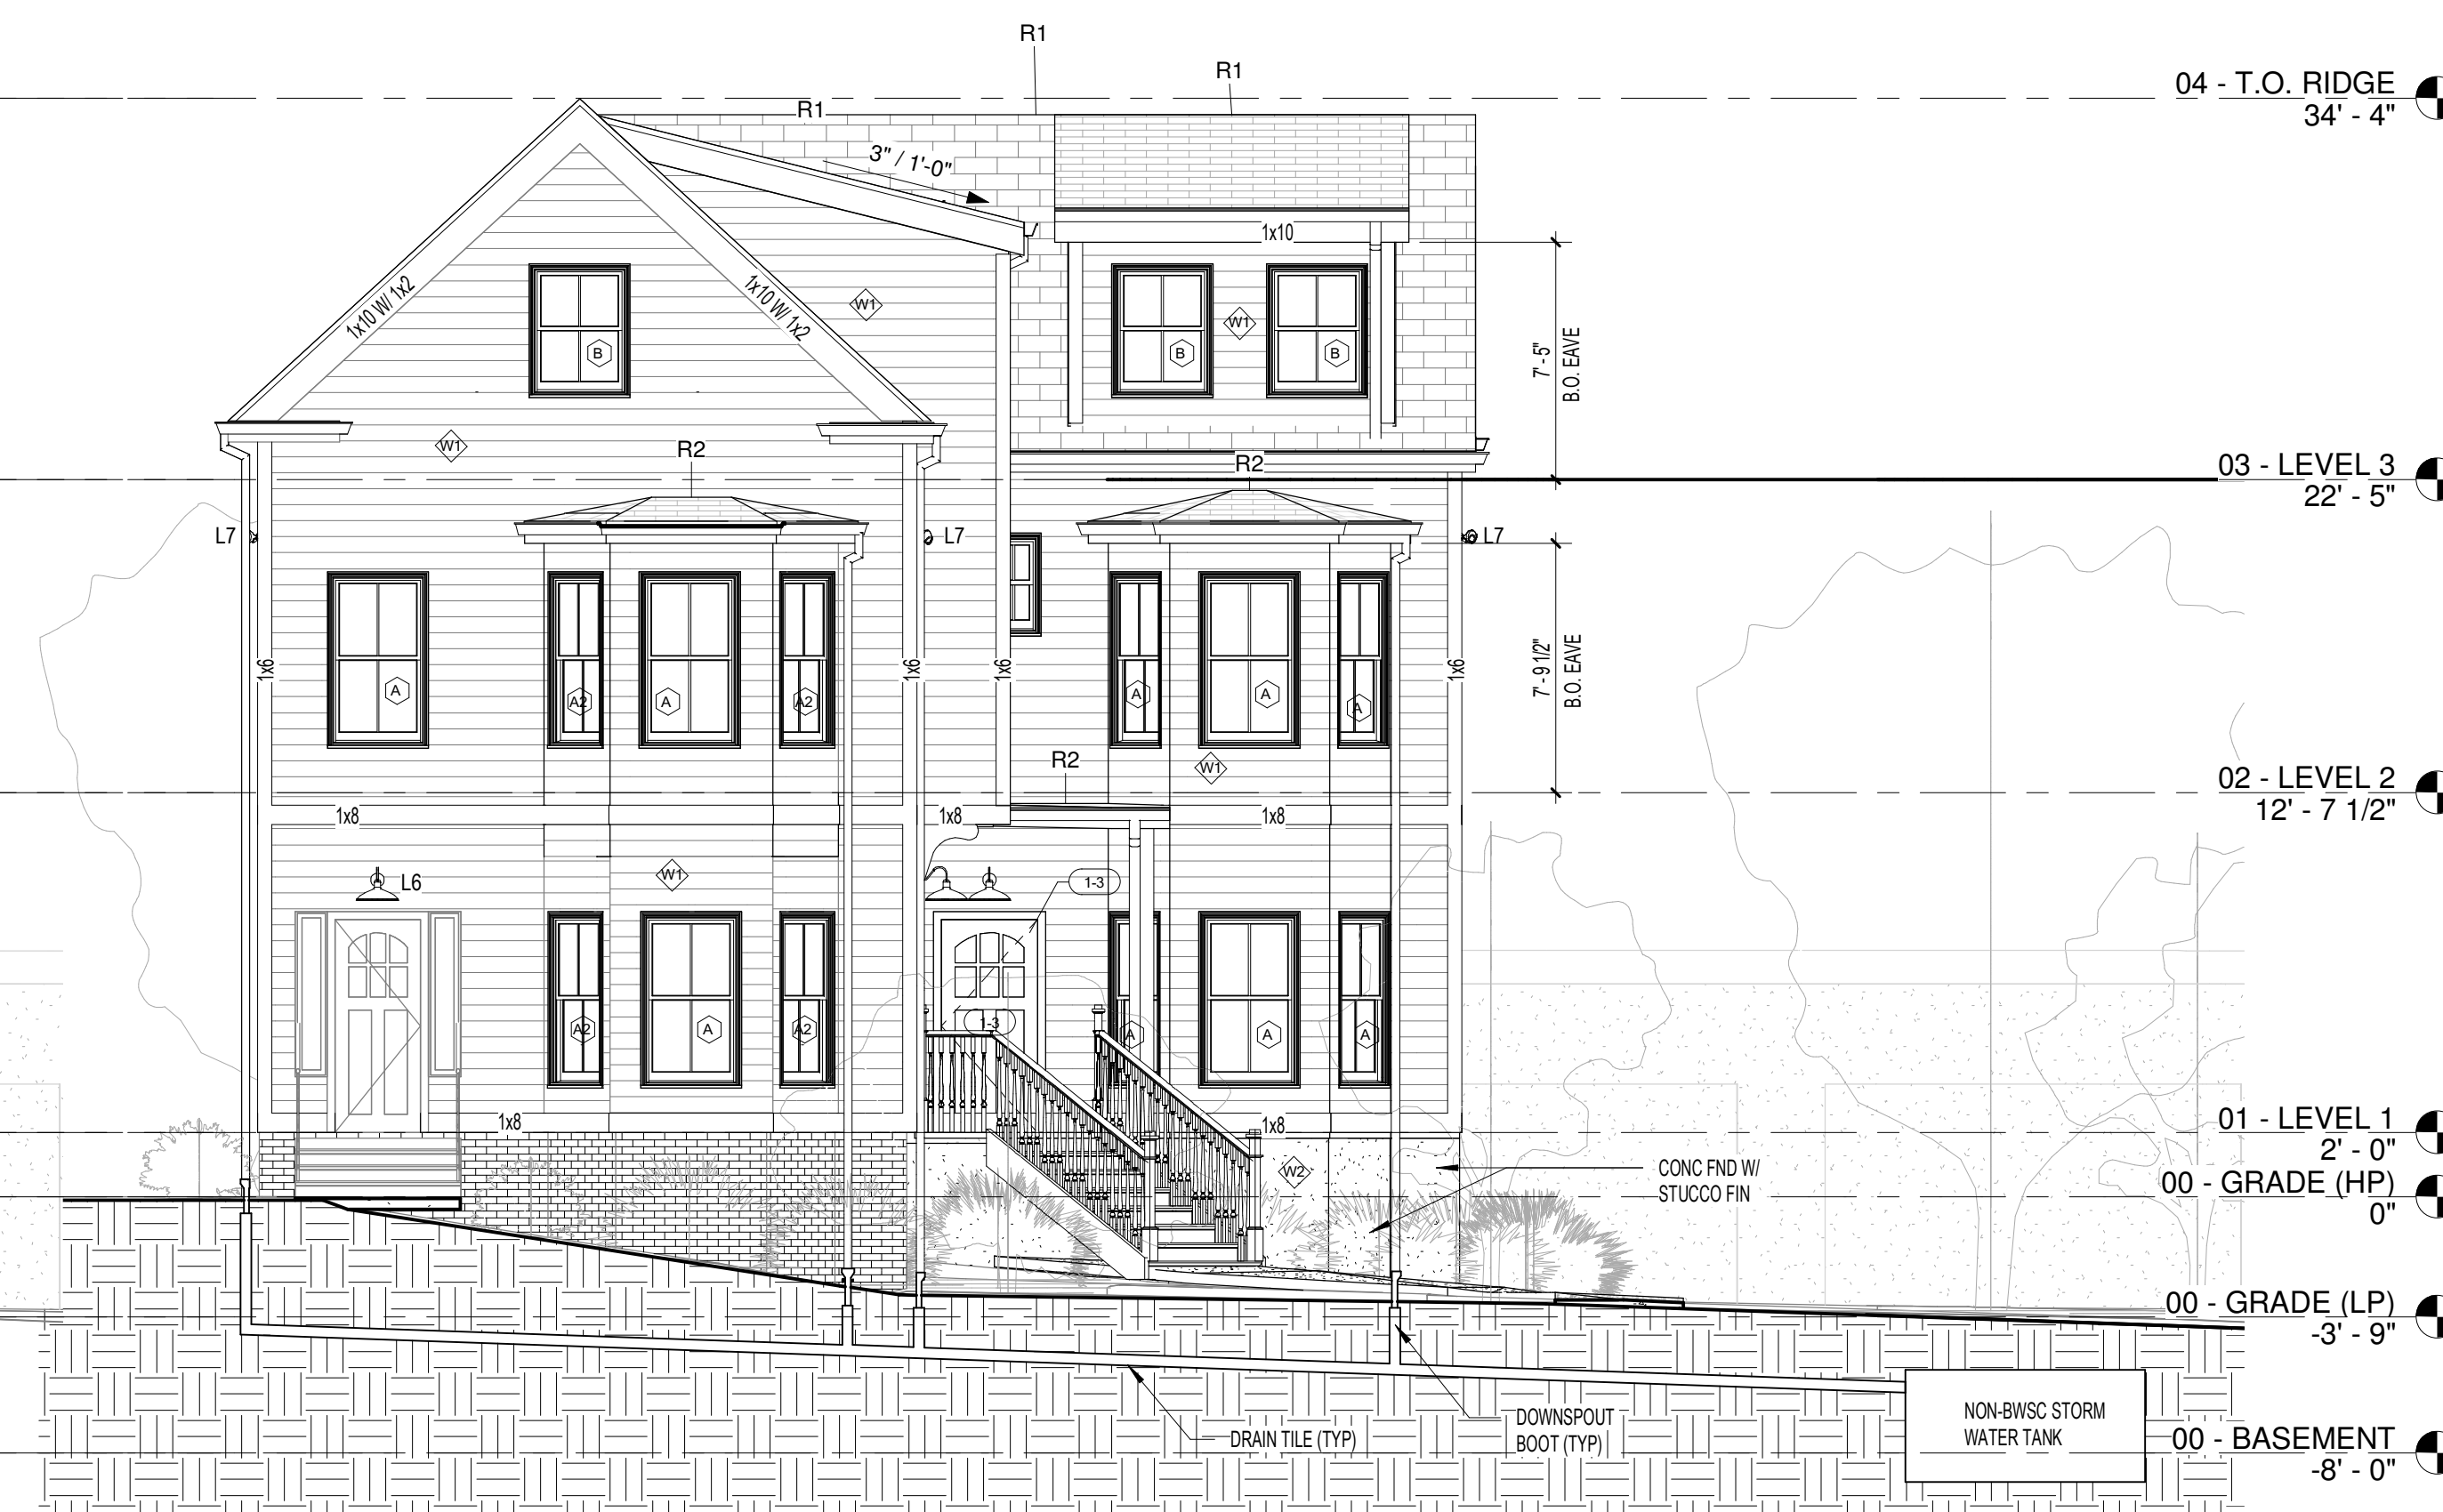 R1
R1
R1
04 - T.O. RIDGE
34' - 4"
3" / 1'-0"
1x10
1x10 W/ 1x2
1x10 W/ 1x2
W1
W1
B
B
B
7' - 5"
B.O. EAVE
W1
R2
R2
03 - LEVEL 3
22' - 5"
L7
L7
L7
1x6
1x6
1x6
1x6
7' - 9 1/2"
B.O. EAVE
A
A2
A
A2
A
A
A
R2
W1
02 - LEVEL 2
12' - 7 1/2"
1x8
1x8
1x8
L6
W1
1-3
1-3
A2
A
A2
A
A
A
1x8
1x8
01 - LEVEL 1
2' - 0"
W2
CONC FND W/
STUCCO FIN
00 - GRADE (HP)
0"
00 - GRADE (LP)
-3' - 9"
DRAIN TILE (TYP)
DOWNSPOUT
BOOT (TYP)
NON-BWSC STORM
WATER TANK
00 - BASEMENT
-8' - 0"